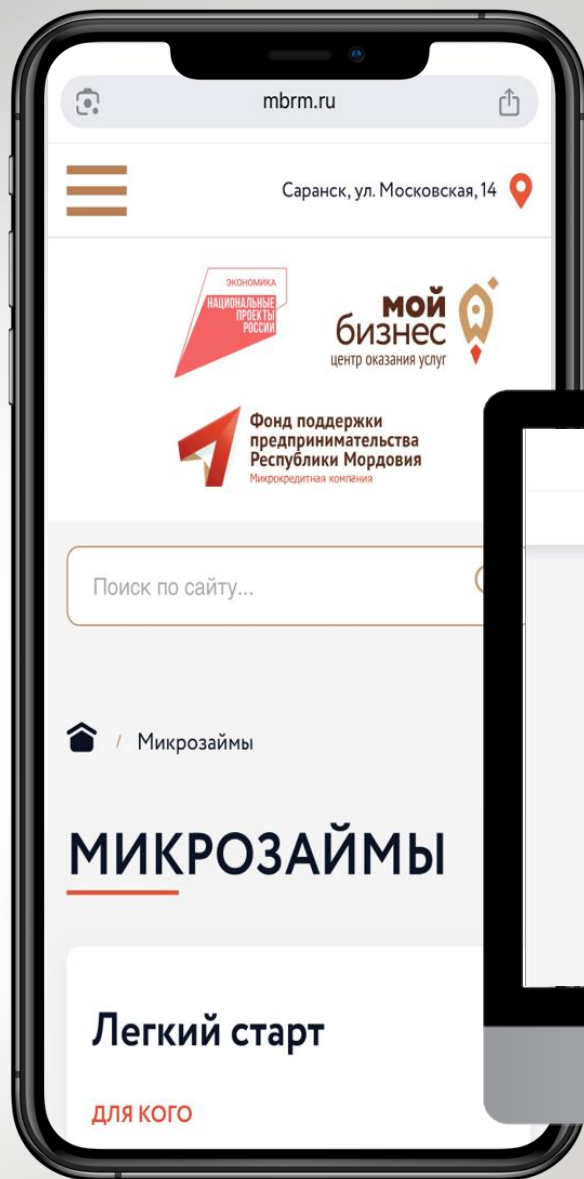 mbrm.ru
Саранск, ул. Московская, 14
ЭКОНОМИКА
НАЦИОНАЛЬНЫЕ
ПРОЕКТЫ
РОССИИ
мой
бизнес
центр оказания услуг
Фонд поддержки
предпринимательства
Республики Мордовия
Микрокредитная компания
Поиск по сайту...
/ Микрозаймы
МИКРОЗАЙМЫ
Легкий старт
ДЛЯ КОГО